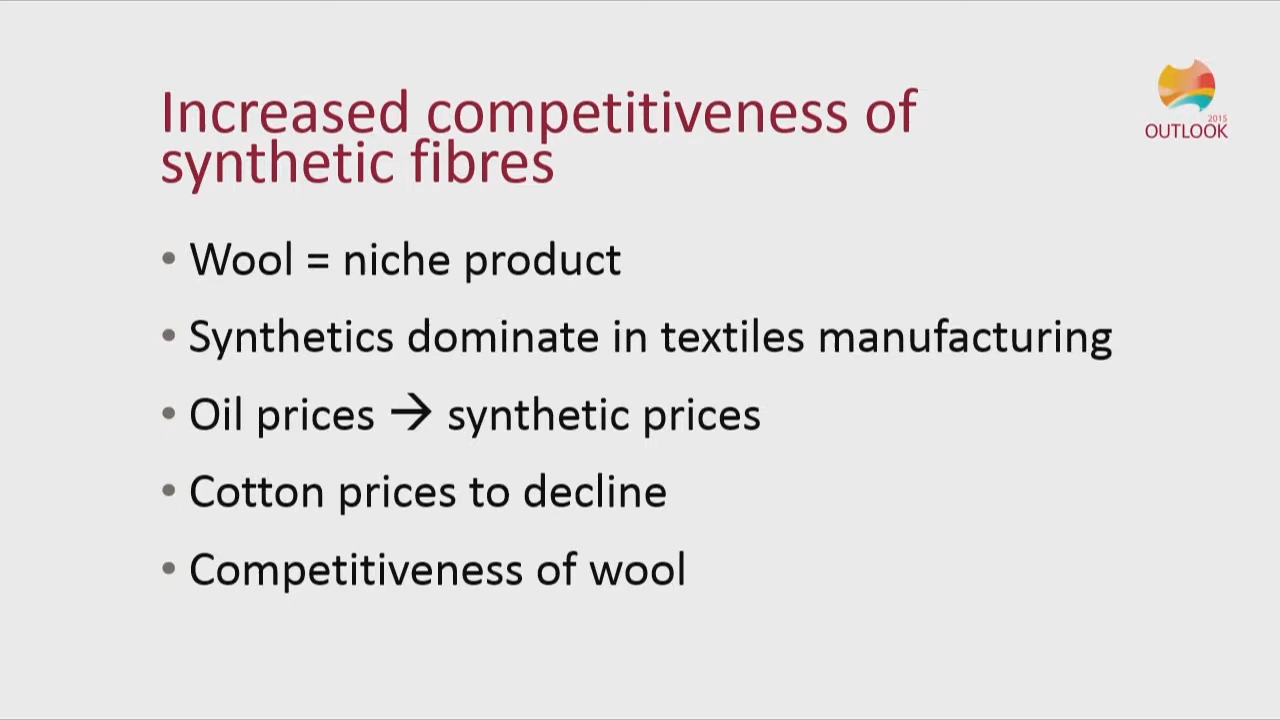 Increased competitiveness of
synthetic fibres
2015
OUTLOOK
• Wool = niche product
• Synthetics dominate in textiles manufacturing
• Oil prices → synthetic prices
• Cotton prices to decline
• Competitiveness of wool